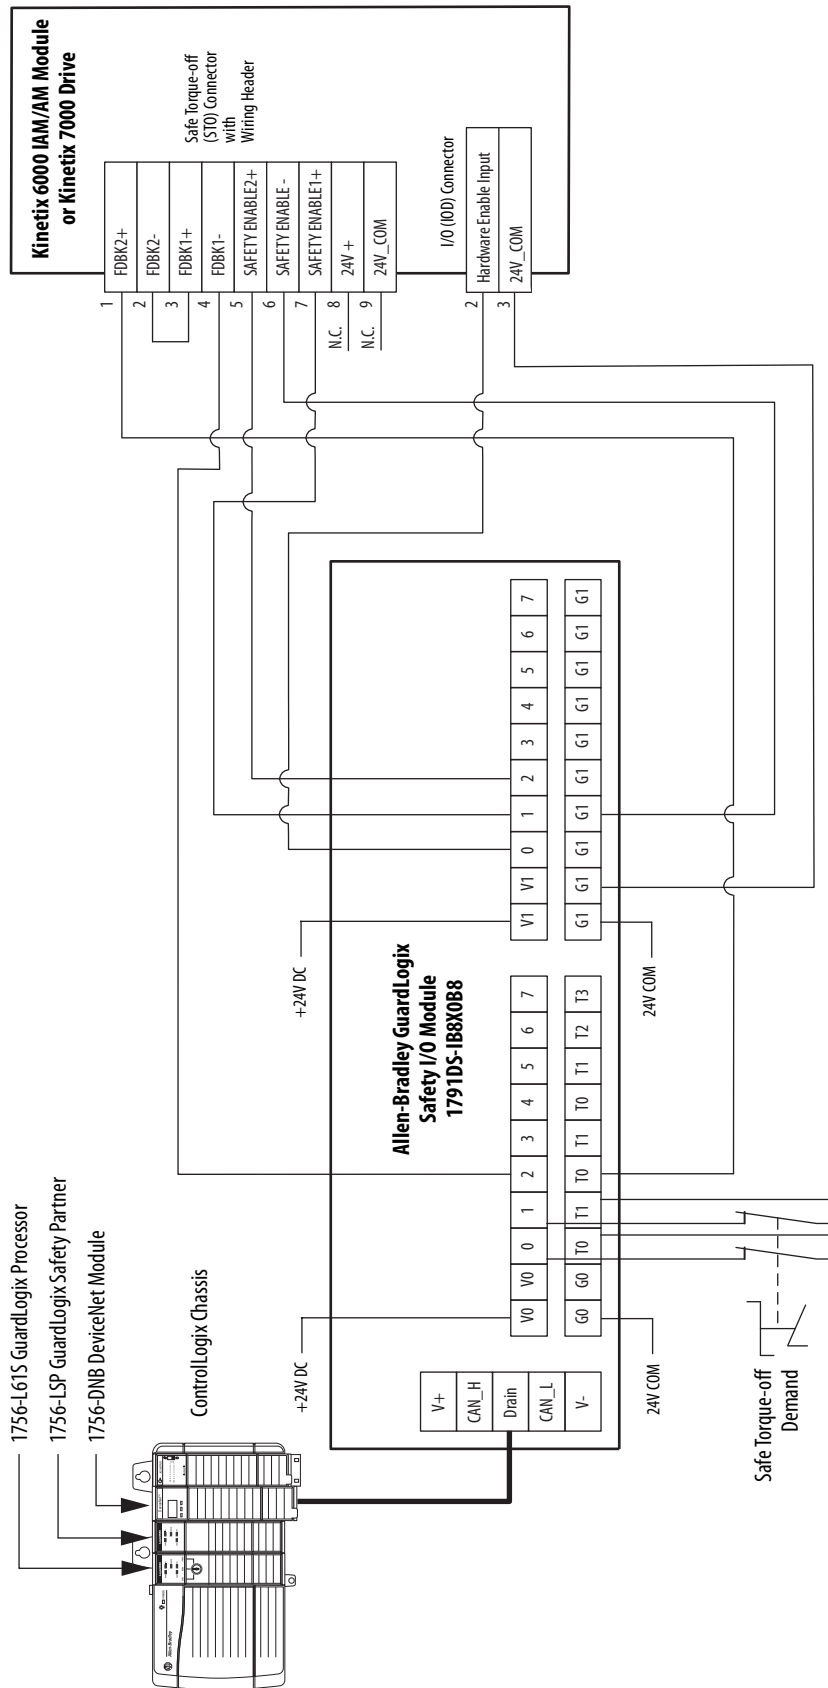 1756-L61S GuardLogix Processor
1756-LSP GuardLogix Safety Partner
1756-DNB DeviceNet Module
ControlLogix Chassis
Allen-Bradley
Kinetix 6000 IAM/AM Module
or Kinetix 7000 Drive
Safe Torque-off
(STO) Connector
with
Wiring Header
1 FDBK2+
2 FDBK2-
3 FDBK1+
4 FDBK1-
5 SAFETY ENABLE2+
6 SAFETY ENABLE -
7 SAFETY ENABLE1+
N.C. 8 24V +
N.C. 9 24V_COM
I/O (IOD) Connector
2 Hardware Enable Input
3 24V_COM
Allen-Bradley GuardLogix
Safety I/O Module
1791DS-IB8XOB8
+24V DC
+24V DC
V+
CAN_H
Drain
CAN_L
V-
V0 V0 0 1 2 3 4 5 6 7
G0 G0 T0 T1 T0 T1 T0 T1 T2 T3
V1 V1 0 1 2 3 4 5 6 7
G1 G1 G1 G1 G1 G1 G1 G1 G1 G1
24V COM
24V COM
Safe Torque-off
Demand